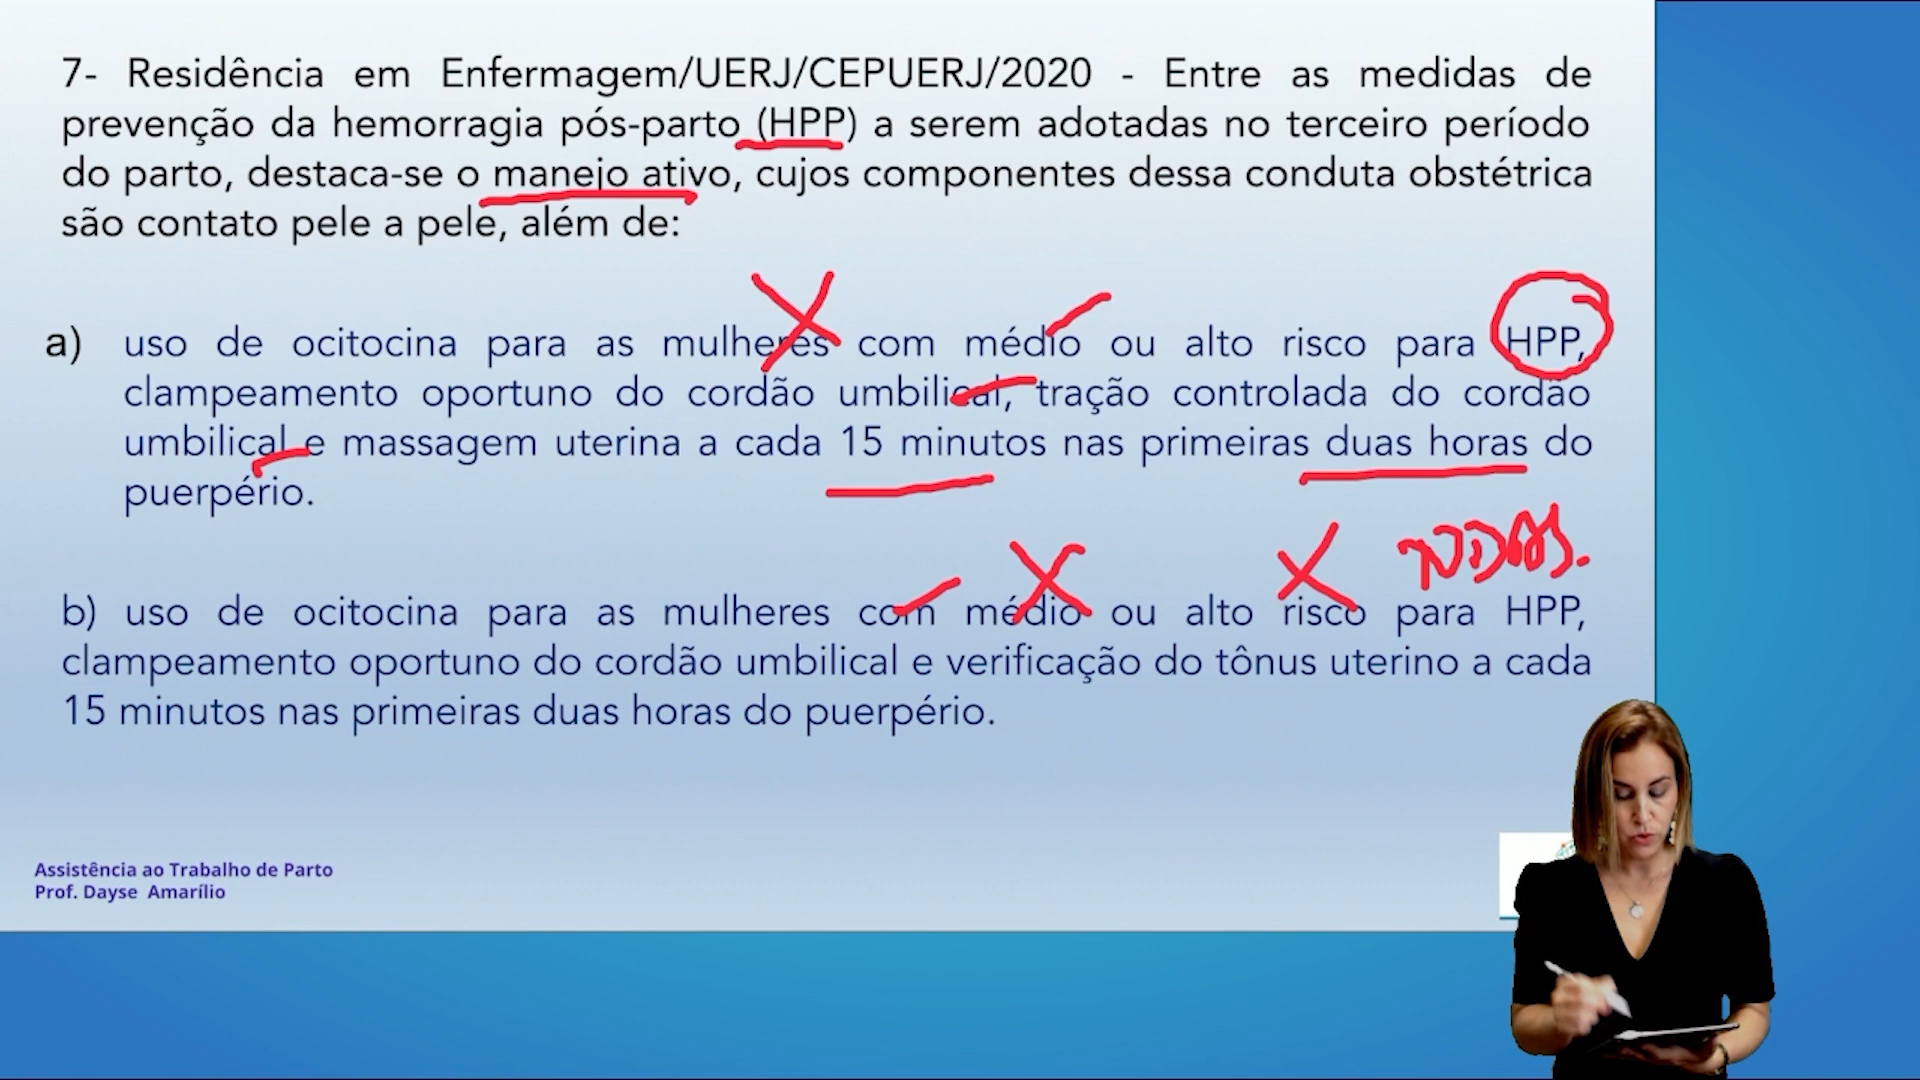 7- Residência em Enfermagem/UERJ/CEPUERJ/2020 - Entre as medidas de
prevenção da hemorragia pós-parto (HPP) a serem adotadas no terceiro período
do parto, destaca-se o manejo ativo, cujos componentes dessa conduta obstétrica
são contato pele a pele, além de:
a) uso de ocitocina para as mulheres com médio ou alto risco para HPP,
clampeamento oportuno do cordão umbilical, tração controlada do cordão
umbilical e massagem uterina a cada 15 minutos nas primeiras duas horas do
puerpério.
TODAS.
b) uso de ocitocina para as mulheres com médio ou alto risco para HPP,
clampeamento oportuno do cordão umbilical e verificação do tônus uterino a cada
15 minutos nas primeiras duas horas do puerpério.
Assistência ao Trabalho de Parto
Prof. Dayse Amarílio